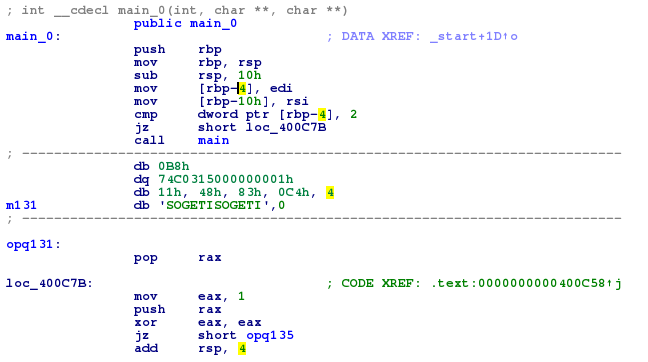 ; int __cdecl main_0(int, char **, char **)
public main_0
main_0: ; DATA XREF: _start+1D↑o
push rbp
mov rbp, rsp
sub rsp, 10h
mov [rbp-4], edi
mov [rbp-10h], rsi
cmp dword ptr [rbp-4], 2
jz short loc_400C7B
call main
; ---------------------------------------------------------------------------
db 0B8h
dq 74C0315000000001h
db 11h, 48h, 83h, 0C4h, 4
m131 db 'SOGETISOGETI',0
; ---------------------------------------------------------------------------
opq131:
pop rax
loc_400C7B: ; CODE XREF: .text:0000000000400C58↑j
mov eax, 1
push rax
xor eax, eax
jz short opq135
add rsp, 4